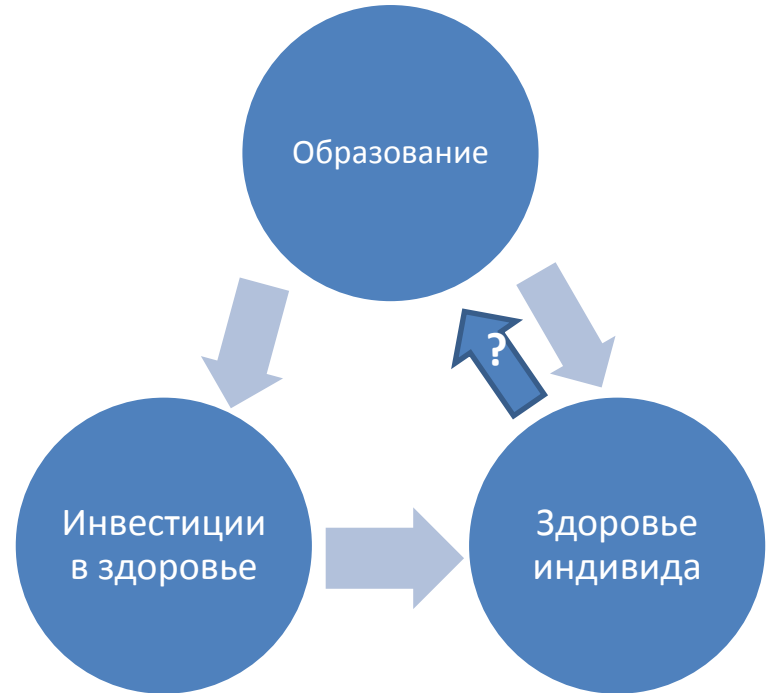 Образование
?
Инвестиции
в здоровье
Здоровье
индивида